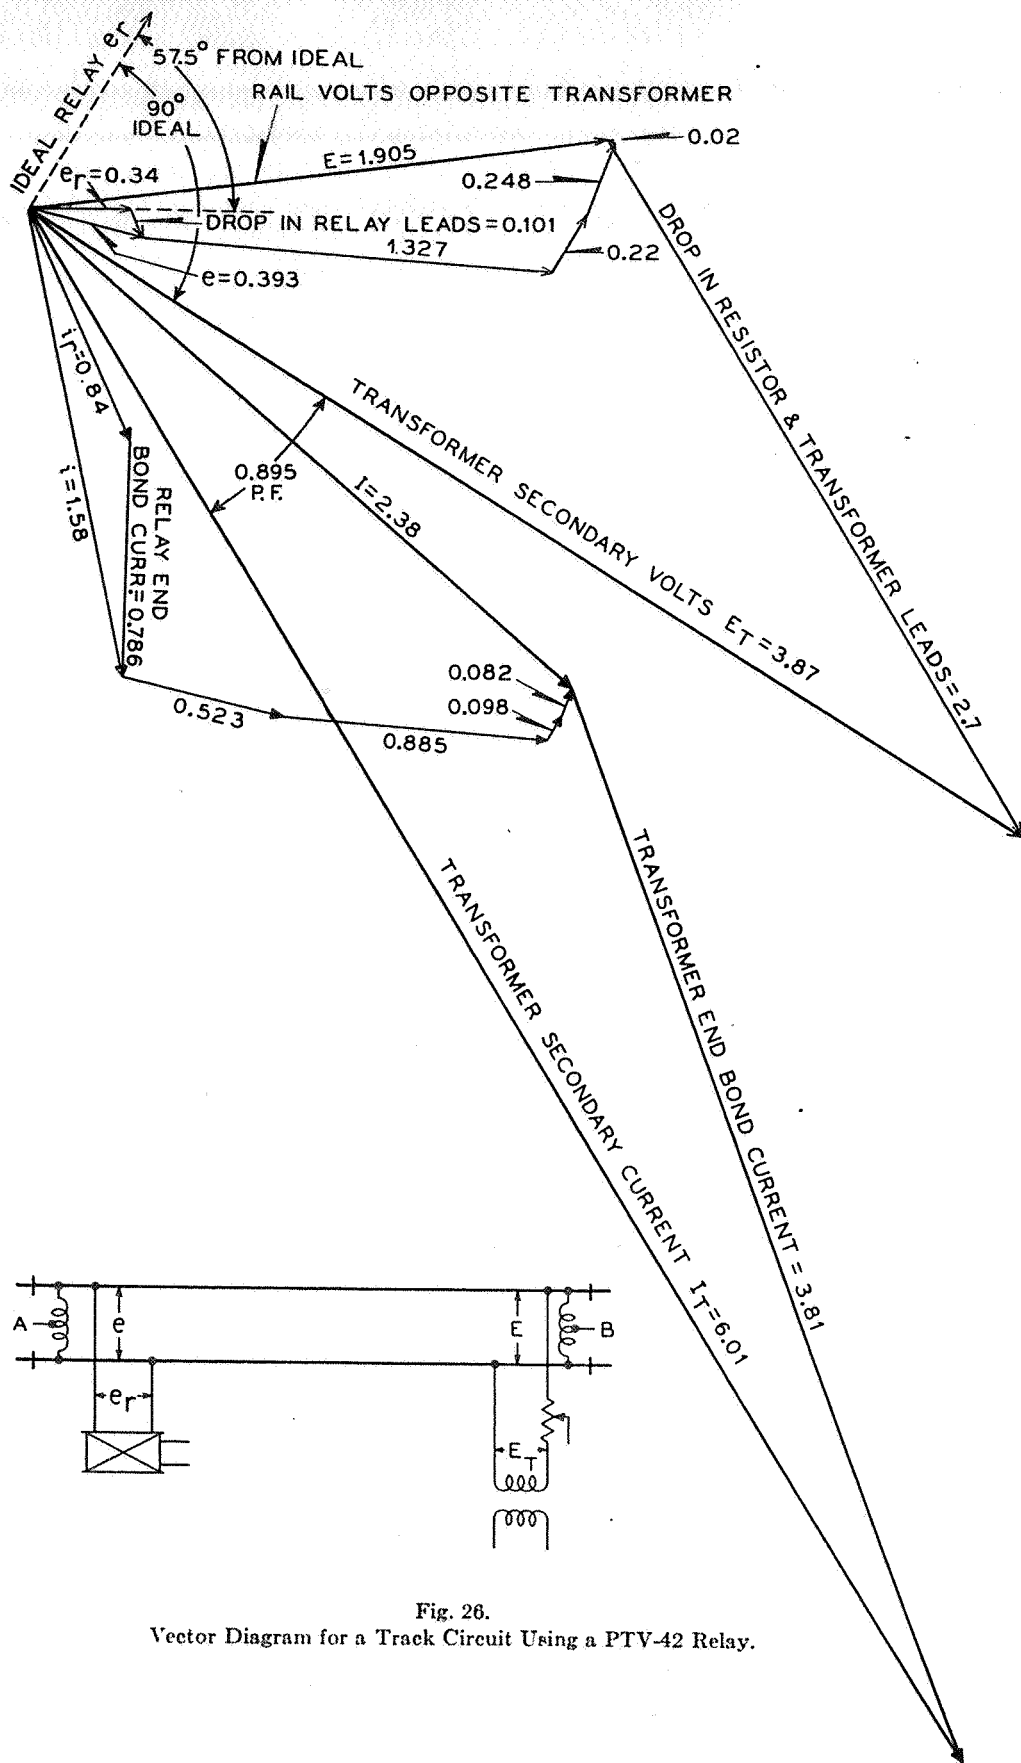 IDEAL RELAY er
57.5° FROM IDEAL
90°
IDEAL
RAIL VOLTS OPPOSITE TRANSFORMER
E=1.905
0.02
er=0.34
0.248
DROP IN RELAY LEADS=0.101
1.327
0.22
e=0.393
DROP IN RESISTOR & TRANSFORMER LEADS=2.7
ir=0.84
i=1.58
RELAY END
BOND CURR.=0.786
0.895
P.F.
I=2.38
TRANSFORMER SECONDARY VOLTS ET=3.87
0.082
0.098
0.523
0.885
TRANSFORMER SECONDARY CURRENT IT=6.01
TRANSFORMER END BOND CURRENT = 3.81
A
e
E
B
er
ET
Fig. 26.
Vector Diagram for a Track Circuit Using a PTV-42 Relay.